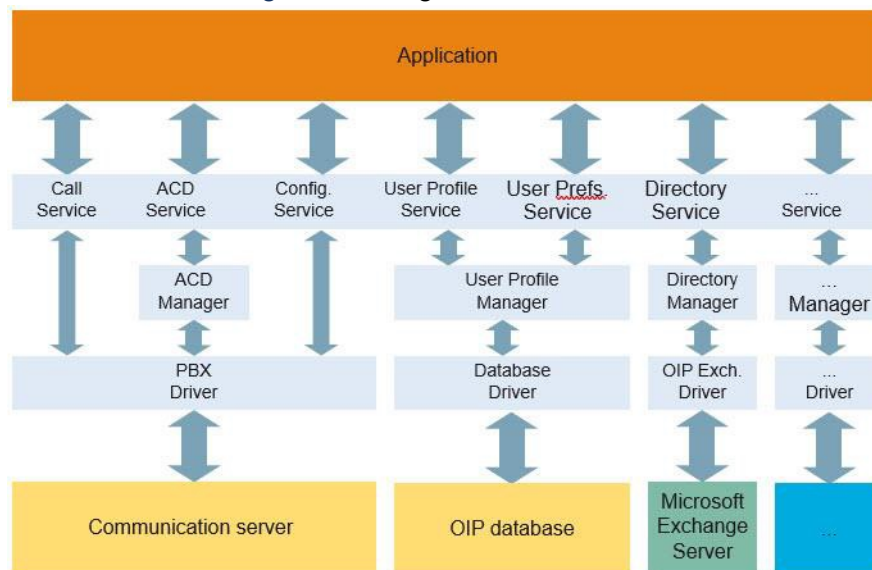 Application
Call
Service
ACD
Service
Config.
Service
User Profile
Service
User Prefs.
Service
Directory
Service
...
Service
ACD
Manager
User Profile
Manager
Directory
Manager
...
Manager
PBX
Driver
Database
Driver
OIP Exch.
Driver
...
Driver
Communication server
OIP database
Microsoft
Exchange
Server
...